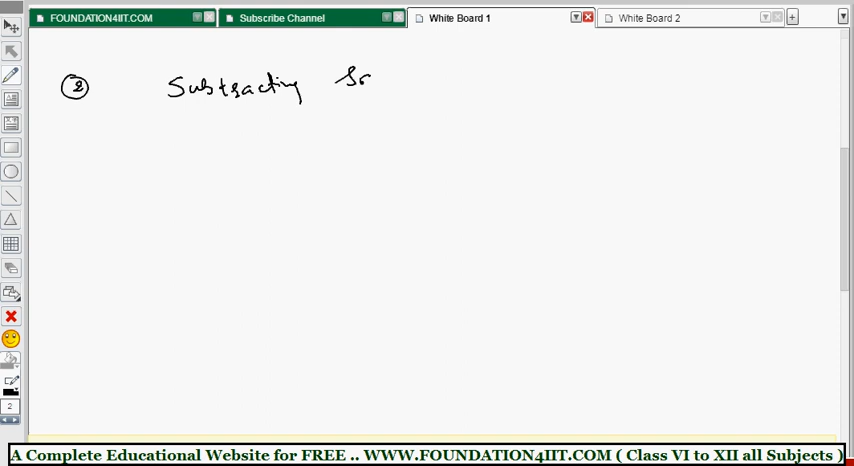 FOUNDATION4IIT.COM
Subscribe Channel
White Board 1
White Board 2
② Subtracting
2
A Complete Educational Website for FREE .. WWW.FOUNDATION4IIT.COM ( Class VI to XII all Subjects )